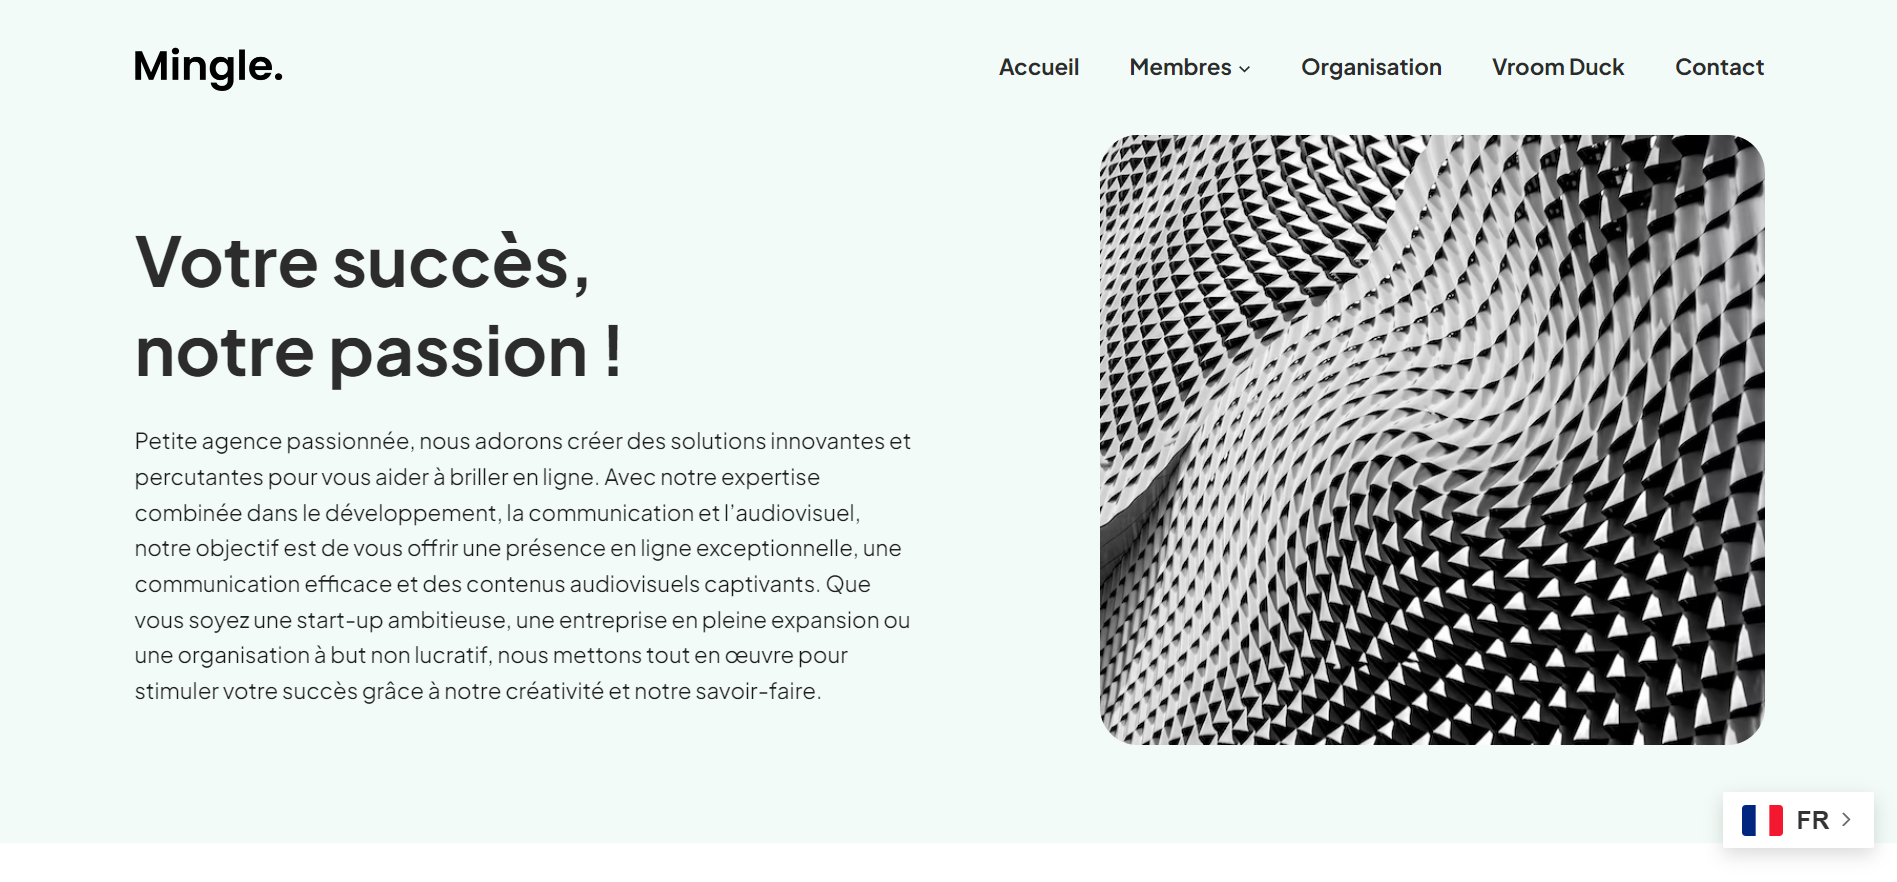 Mingle.
Accueil
Membres
Organisation
Vroom Duck
Contact
Votre succès,
notre passion !
Petite agence passionnée, nous adorons créer des solutions innovantes et
percutantes pour vous aider à briller en ligne. Avec notre expertise
combinée dans le développement, la communication et l’audiovisuel,
notre objectif est de vous offrir une présence en ligne exceptionnelle, une
communication efficace et des contenus audiovisuels captivants. Que
vous soyez une start-up ambitieuse, une entreprise en pleine expansion ou
une organisation à but non lucratif, nous mettons tout en œuvre pour
stimuler votre succès grâce à notre créativité et notre savoir-faire.
FR